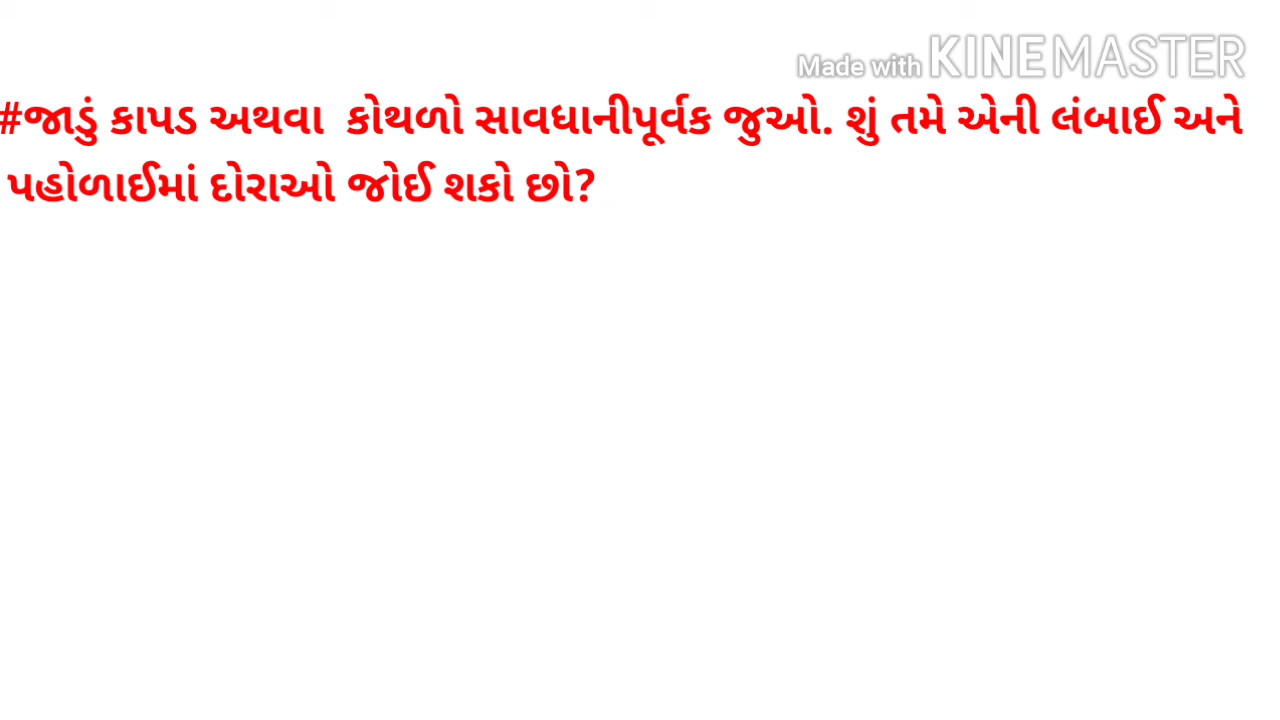 Made with KINEMASTER
#જાડું કાપડ અથવા કોથળો સાવધાનીપૂર્વક જુઓ. શું તમે એની લંબાઈ અને
પહોળાઈમાં દોરાઓ જોઈ શકો છો?